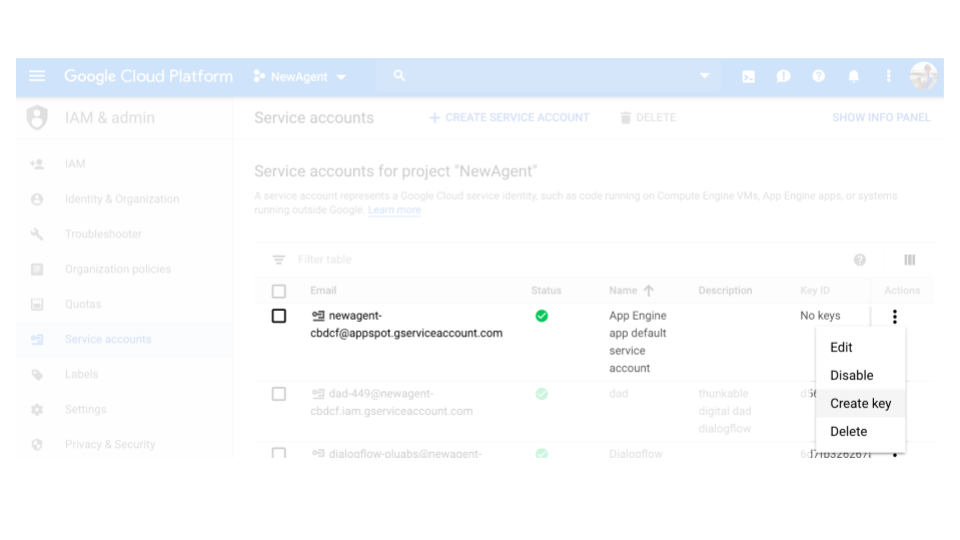 Google Cloud Platform NewAgent
IAM & admin
Service accounts + CREATE SERVICE ACCOUNT DELETE SHOW INFO PANEL
IAM
Identity & Organization
Troubleshooter
Organization policies
Quotas
Service accounts
Labels
Settings
Privacy & Security
Service accounts for project "NewAgent"
A service account represents a Google Cloud service identity, such as code running on Compute Engine VMs, App Engine apps, or systems
running outside Google. Learn more
Filter table
Email Status Name Description Key ID Actions
newagent- App Engine No keys
cbdcf@appspot.gserviceaccount.com app default
service
account
Edit
Disable
Create key
Delete
dad-449@newagent- dad thunkable
cbdcf.iam.gserviceaccount.com digital dad
dialogflow
dialogflow-pluabs@newagent- Dialogflow